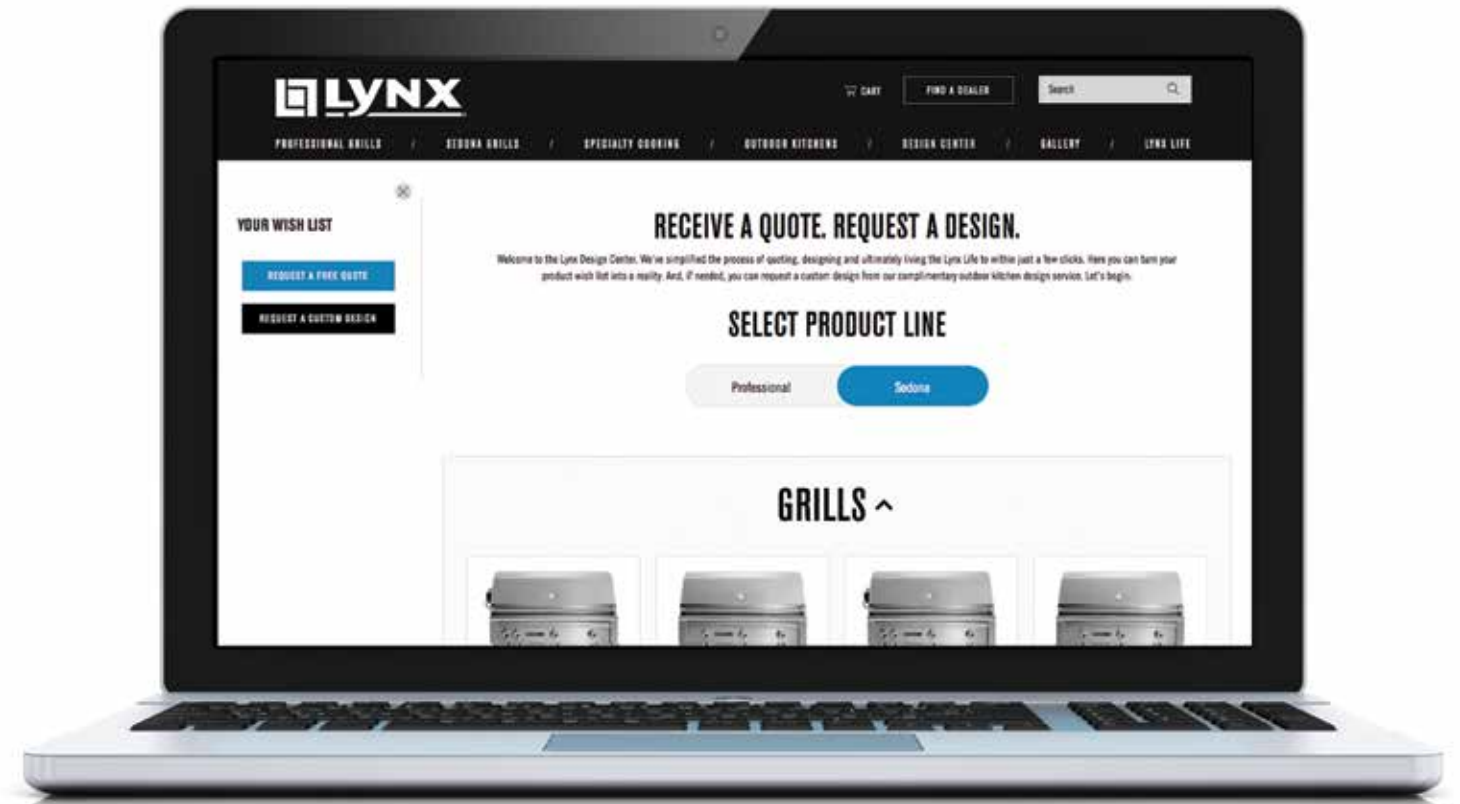 LYNX
CART
FIND A DEALER
Search
PROFESSIONAL GRILLS / SEDONA GRILLS / SPECIALTY COOKING / OUTDOOR KITCHENS / DESIGN CENTER / GALLERY / LYNX LIFE
YOUR WISH LIST
REQUEST A FREE QUOTE
REQUEST A CUSTOM DESIGN
RECEIVE A QUOTE. REQUEST A DESIGN.
Welcome to the Lynx Design Center. We've simplified the process of quoting, designing and ultimately living the Lynx Life to within just a few clicks. Here you can turn your
product wish list into a reality. And, if needed, you can request a custom design from our complimentary outdoor kitchen design service. Let's begin.
SELECT PRODUCT LINE
Professional
Sedona
GRILLS